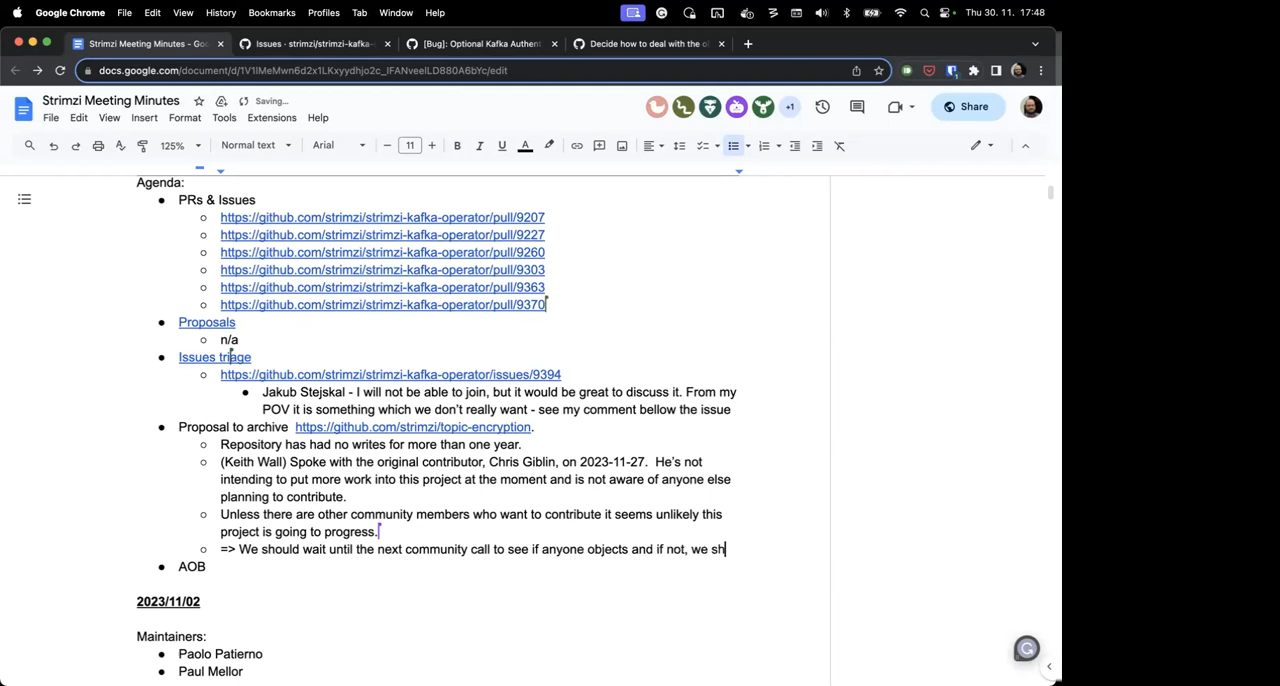 Google Chrome File Edit View History Bookmarks Profiles Tab Window Help Thu 30. 11. 17:48
Strimzi Meeting Minutes - Goo Issues · strimzi/strimzi-kafka- [Bug]: Optional Kafka Authent Decide how to deal with the ol
docs.google.com/document/d/1V1lMeMwn6d2x1LKxyydhjo2c_IFANveeILD880A6bYc/edit
Strimzi Meeting Minutes Saving... +1 Share
File Edit View Insert Format Tools Extensions Help
125% Normal text Arial 11 B I U A
Agenda:
PRs & Issues
https://github.com/strimzi/strimzi-kafka-operator/pull/9207
https://github.com/strimzi/strimzi-kafka-operator/pull/9227
https://github.com/strimzi/strimzi-kafka-operator/pull/9260
https://github.com/strimzi/strimzi-kafka-operator/pull/9303
https://github.com/strimzi/strimzi-kafka-operator/pull/9363
https://github.com/strimzi/strimzi-kafka-operator/pull/9370
Proposals
n/a
Issues triage
https://github.com/strimzi/strimzi-kafka-operator/issues/9394
Jakub Stejskal - I will not be able to join, but it would be great to discuss it. From my
POV it is something which we don't really want - see my comment bellow the issue
Proposal to archive https://github.com/strimzi/topic-encryption.
Repository has had no writes for more than one year.
(Keith Wall) Spoke with the original contributor, Chris Giblin, on 2023-11-27. He's not
intending to put more work into this project at the moment and is not aware of anyone else
planning to contribute.
Unless there are other community members who want to contribute it seems unlikely this
project is going to progress.
=> We should wait until the next community call to see if anyone objects and if not, we sh
AOB
2023/11/02
Maintainers:
Paolo Patierno
Paul Mellor